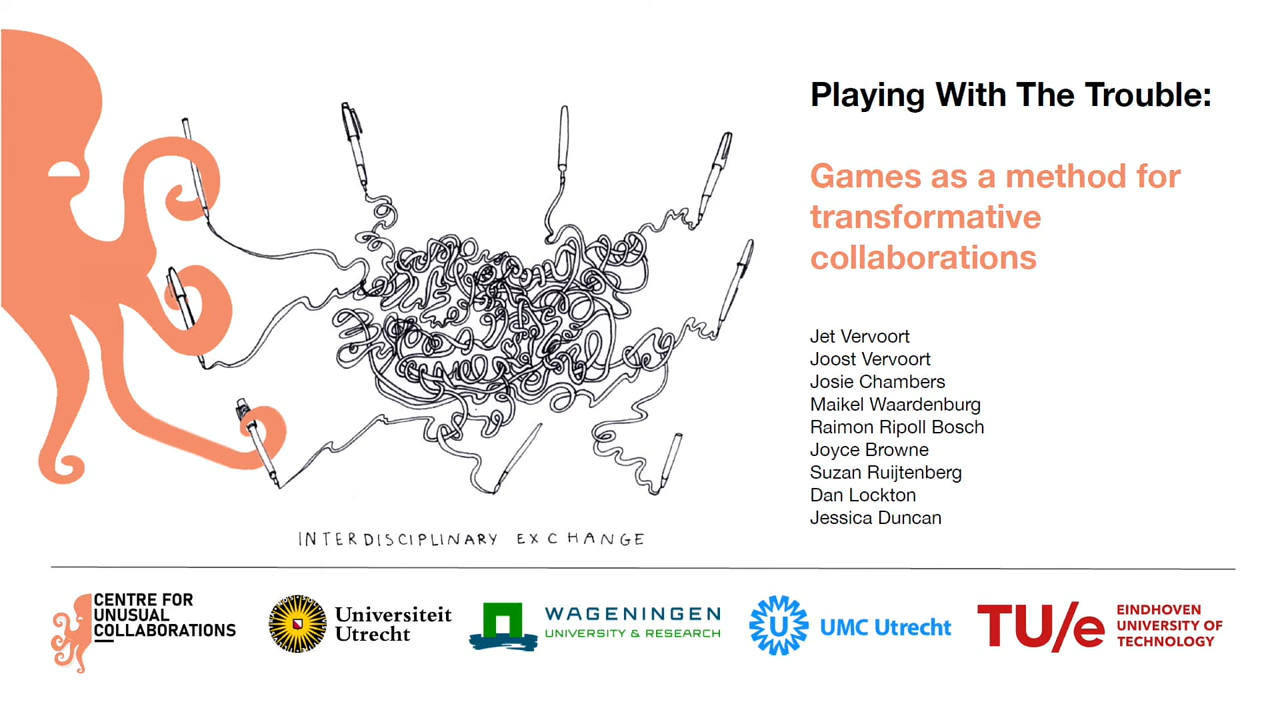 Playing With The Trouble:
Games as a method for
transformative
collaborations
Jet Vervoort
Joost Vervoort
Josie Chambers
Maikel Waardenburg
Raimon Ripoll Bosch
Joyce Browne
Suzan Ruijtenberg
Dan Lockton
Jessica Duncan
INTERDISCIPLINARY EXCHANGE
CENTRE FOR
UNUSUAL
COLLABORATIONS
Universiteit
Utrecht
WAGENINGEN
UNIVERSITY & RESEARCH
U
UMC Utrecht
TU/e
EINDHOVEN
UNIVERSITY OF
TECHNOLOGY